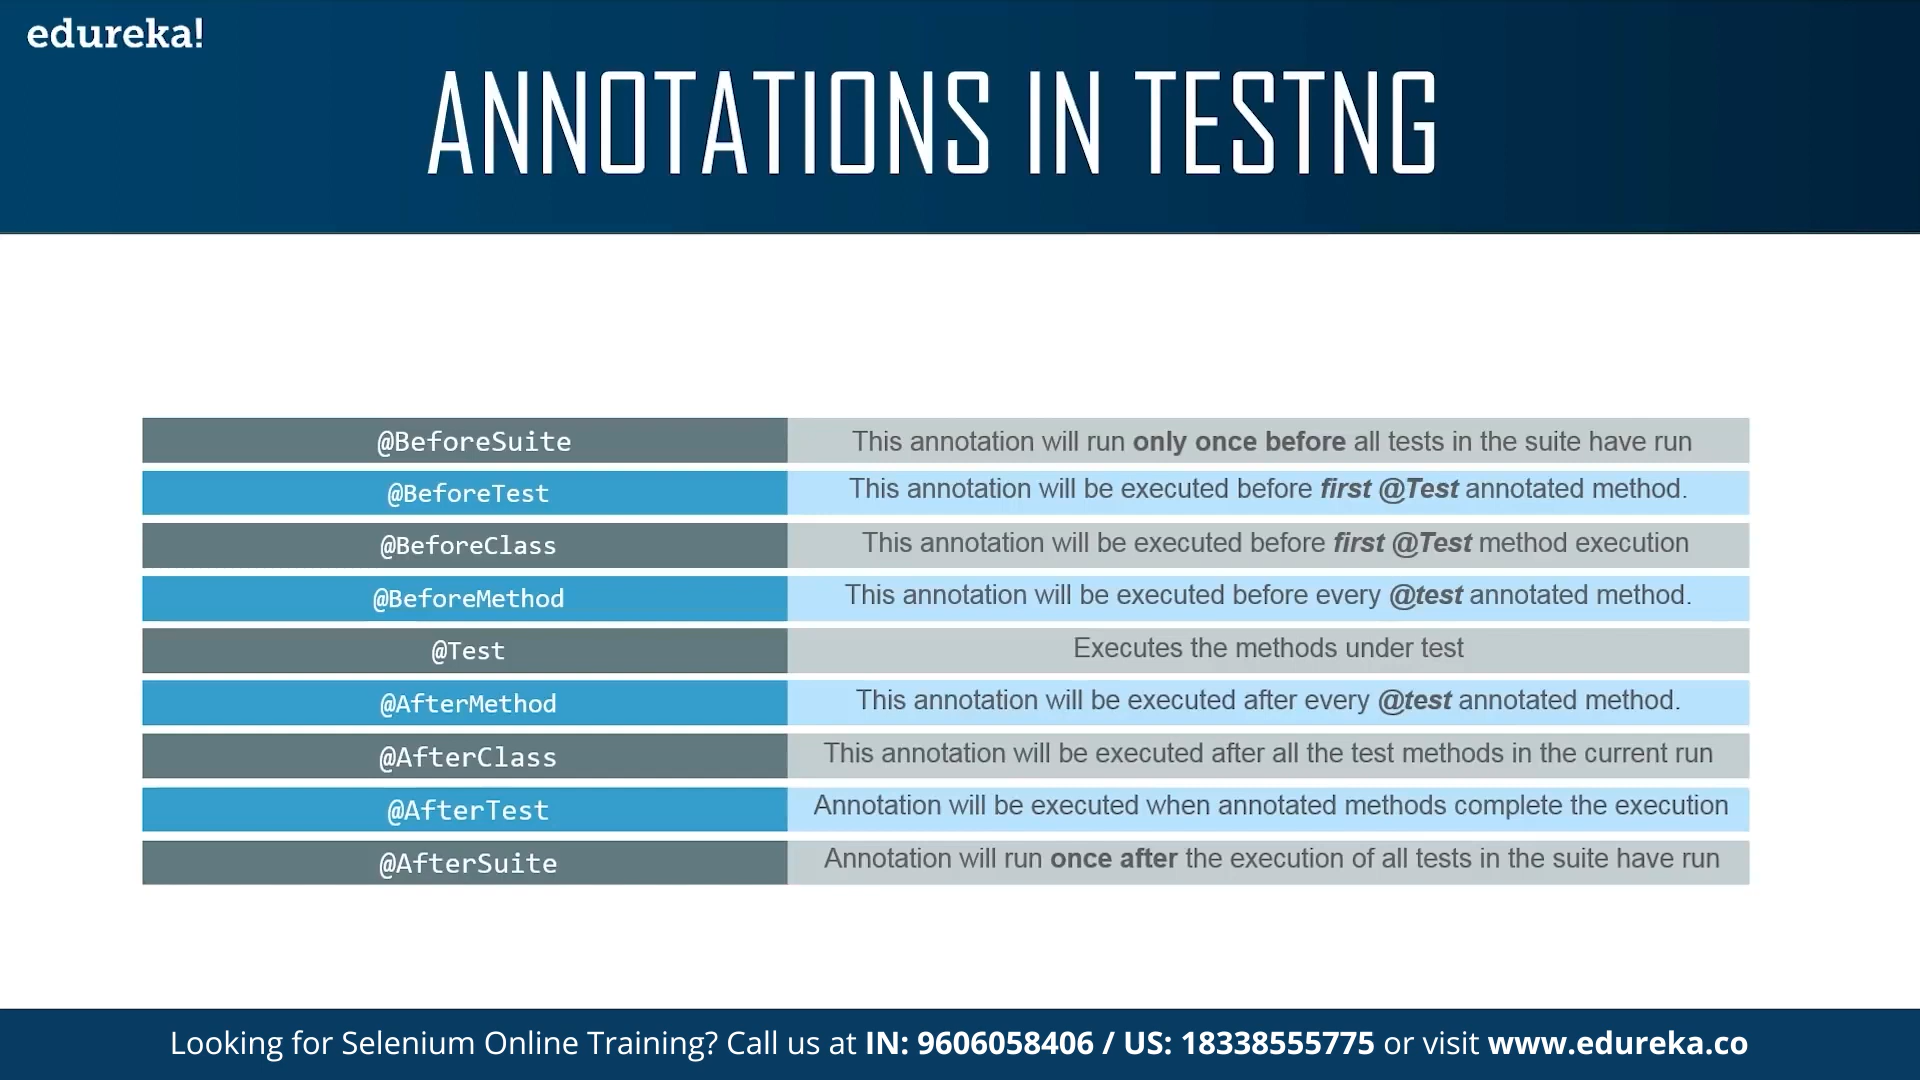 edureka!
ANNOTATIONS IN TESTNG
@BeforeSuite This annotation will run only once before all tests in the suite have run
@BeforeTest This annotation will be executed before first @Test annotated method.
@BeforeClass This annotation will be executed before first @Test method execution
@BeforeMethod This annotation will be executed before every @test annotated method.
@Test Executes the methods under test
@AfterMethod This annotation will be executed after every @test annotated method.
@AfterClass This annotation will be executed after all the test methods in the current run
@AfterTest Annotation will be executed when annotated methods complete the execution
@AfterSuite Annotation will run once after the execution of all tests in the suite have run
Looking for Selenium Online Training? Call us at IN: 9606058406 / US: 18338555775 or visit www.edureka.co